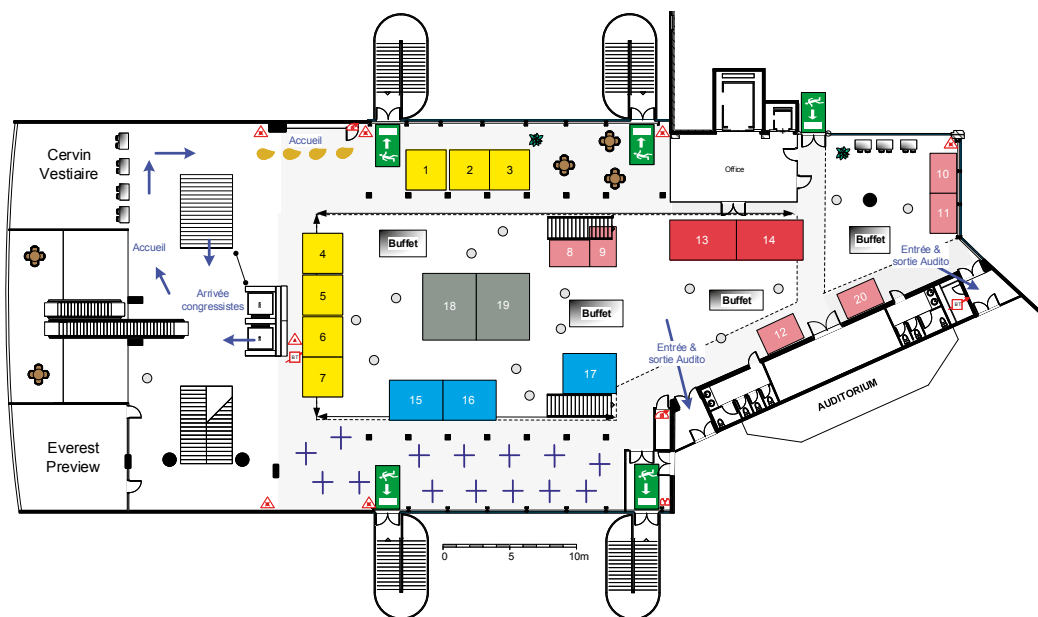 Cervin
Vestiaire
Accueil
1
2
3
Office
10
11
Accueil
Arrivée
congressistes
4
5
6
7
Buffet
8
9
13
14
Buffet
Entrée &
sortie Audito
18
19
Buffet
Buffet
20
12
BT
BT
Entrée &
sortie Audito
17
15
16
AUDITORIUM
Everest
Preview
0
5
10m